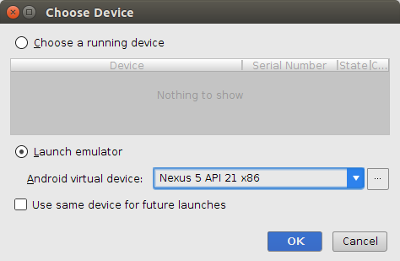 Choose Device
Choose a running device
Device Serial Number State C...
Nothing to show
Launch emulator
Android virtual device: Nexus 5 API 21 x86 ...
Use same device for future launches
OK Cancel